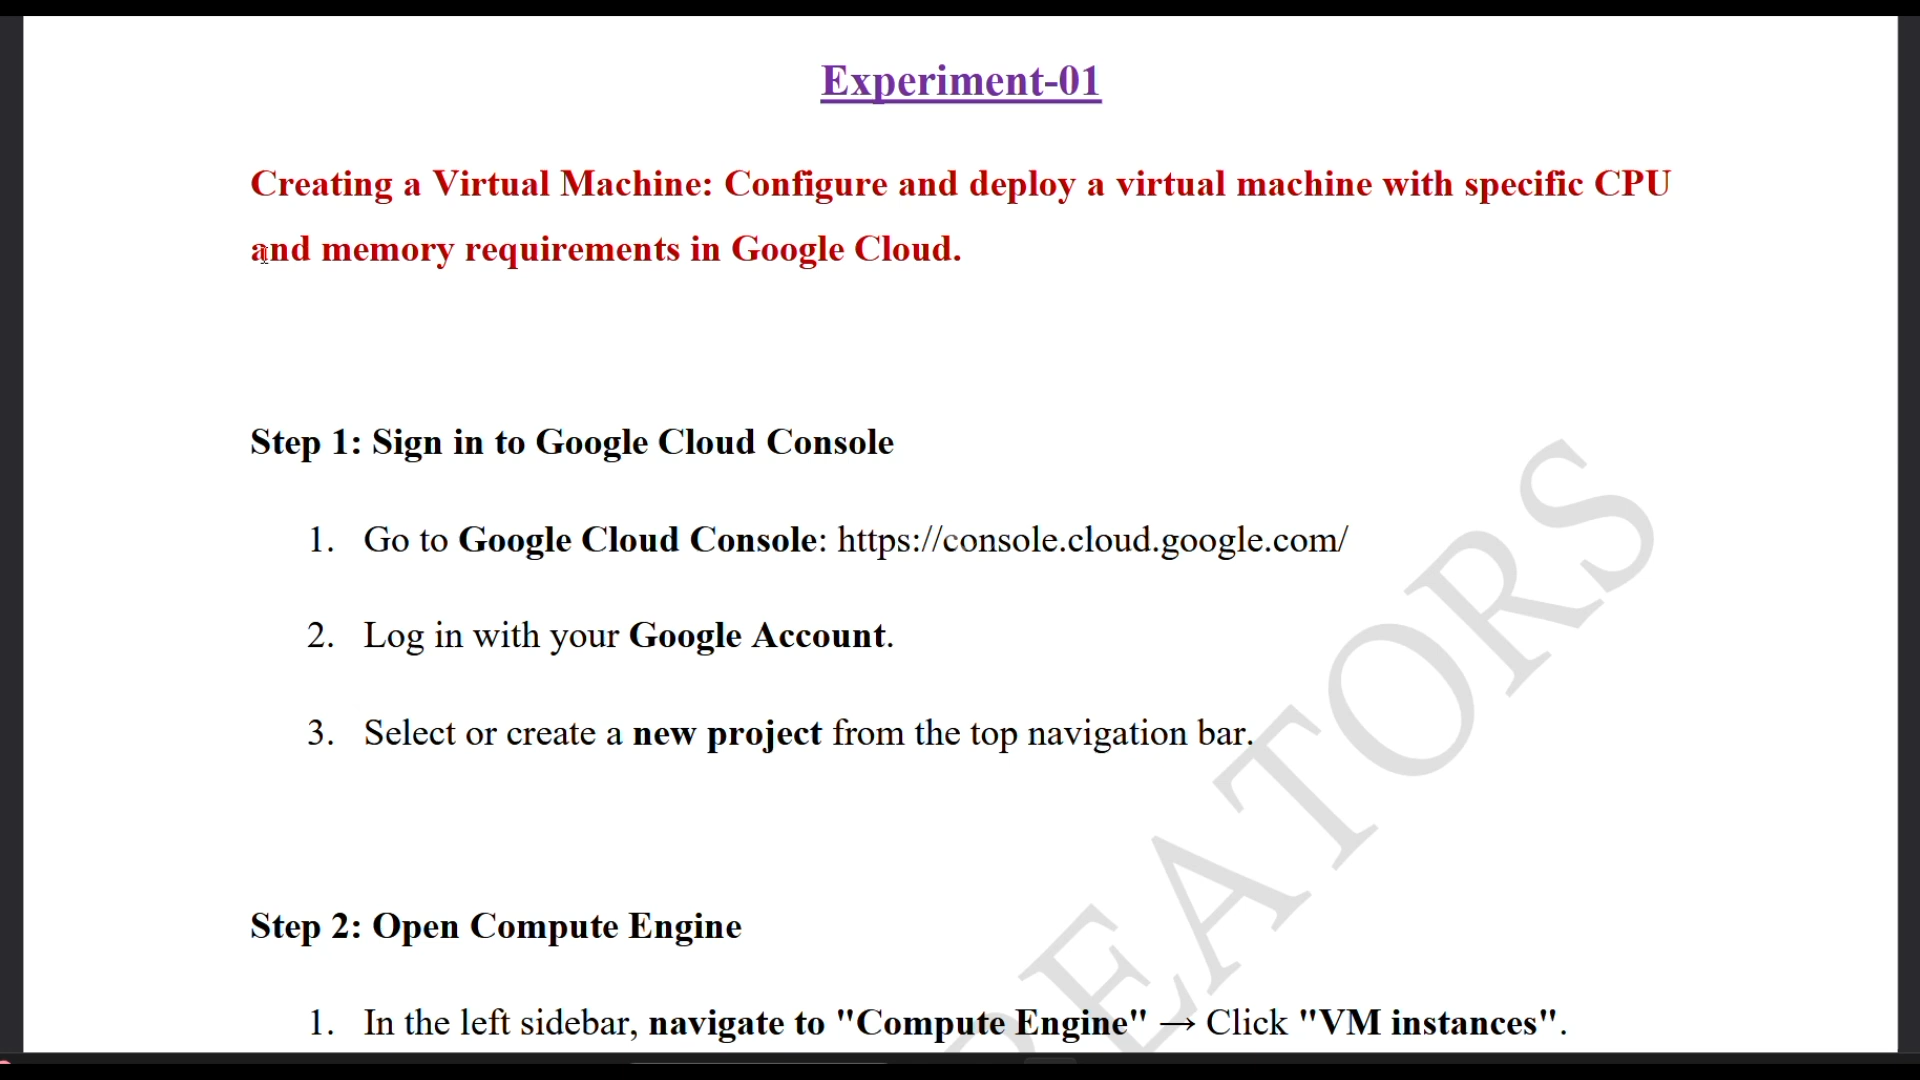 Experiment-01
Creating a Virtual Machine: Configure and deploy a virtual machine with specific CPU
and memory requirements in Google Cloud.
Step 1: Sign in to Google Cloud Console
1. Go to Google Cloud Console: https://console.cloud.google.com/
2. Log in with your Google Account.
3. Select or create a new project from the top navigation bar.
Step 2: Open Compute Engine
1. In the left sidebar, navigate to "Compute Engine" → Click "VM instances".
REATORS